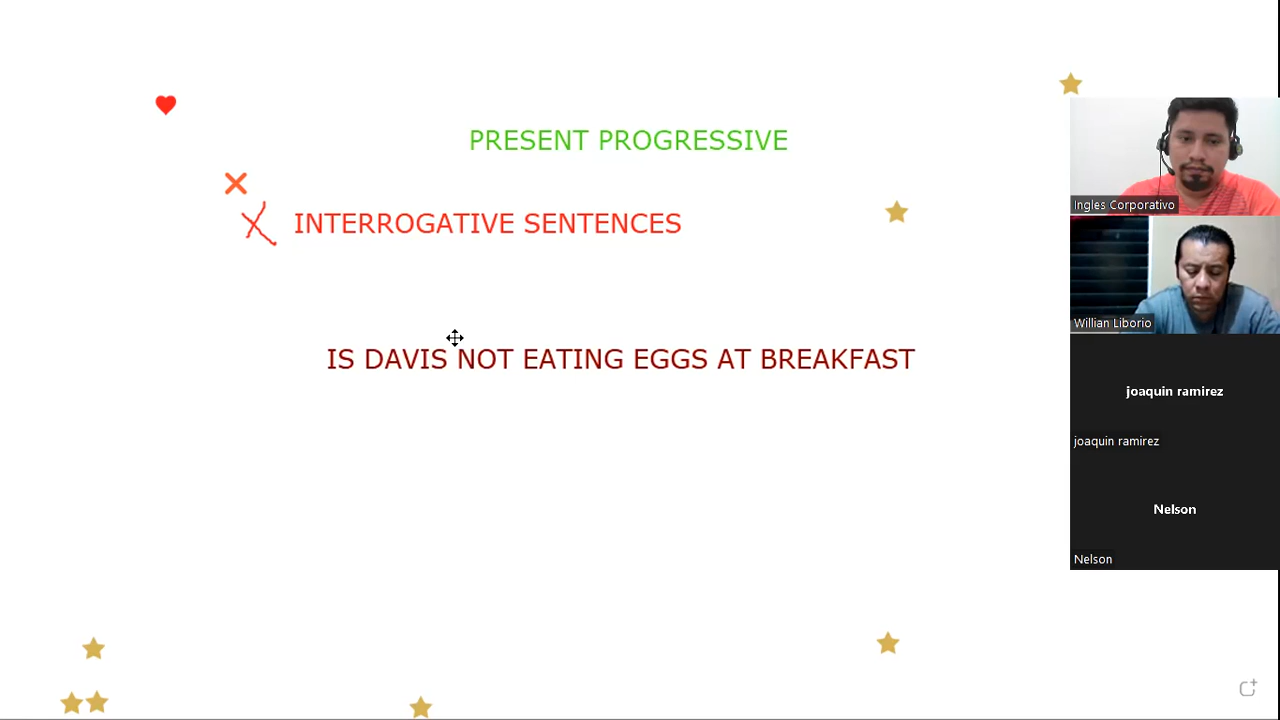 PRESENT PROGRESSIVE
INTERROGATIVE SENTENCES
IS DAVIS NOT EATING EGGS AT BREAKFAST
Ingles Corporativo
Willian Liborio
joaquin ramirez
joaquin ramirez
Nelson
Nelson